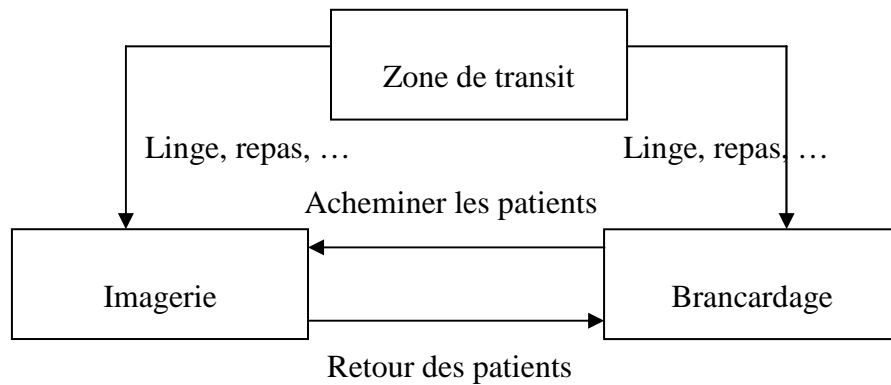 Zone de transit
Linge, repas, …
Linge, repas, …
Acheminer les patients
Imagerie
Brancardage
Retour des patients